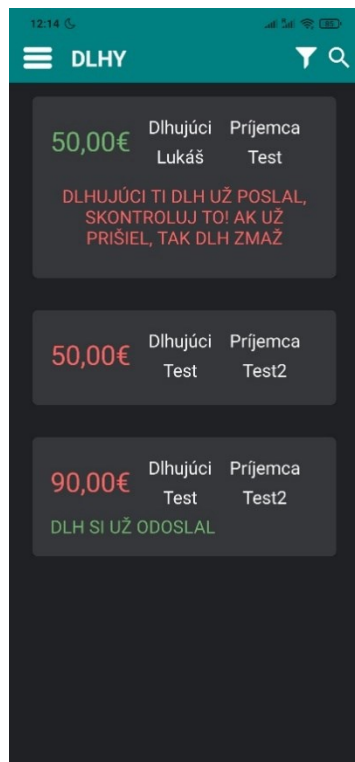 12:14
85
DLHY
50,00€
Dlhujúci Príjemca
Lukáš Test
DLHUJÚCI TI DLH UŽ POSLAL,
SKONTROLUJ TO! AK UŽ
PRIŠIEL, TAK DLH ZMAŽ
50,00€
Dlhujúci Príjemca
Test Test2
90,00€
Dlhujúci Príjemca
Test Test2
DLH SI UŽ ODOSLAL